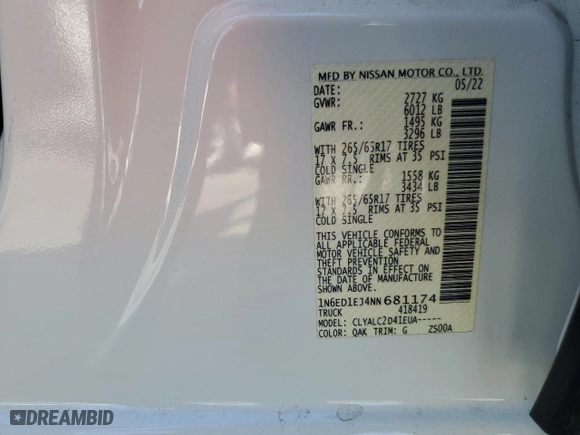 MFD BY NISSAN MOTOR CO., LTD.
DATE: 05/22
GVWR: 2727 KG
6012 LB
GAWR FR.: 1495 KG
3296 LB
WITH 265/65R17 TIRES
17 X 7.5 RIMS AT 35 PSI
COLD SINGLE
GAWR RR.: 1558 KG
3434 LB
WITH 265/65R17 TIRES
17 X 7.5 RIMS AT 35 PSI
COLD SINGLE
THIS VEHICLE CONFORMS TO
ALL APPLICABLE FEDERAL
MOTOR VEHICLE SAFETY AND
THEFT PREVENTION
STANDARDS IN EFFECT ON
THE DATE OF MANUFACTURE
SHOWN ABOVE.
1N6ED1EJ4NN681174
TRUCK 418419
MODEL: CLYALC2D41EUA-----
COLOR: QAK TRIM: G ZS00A
DREAMBID